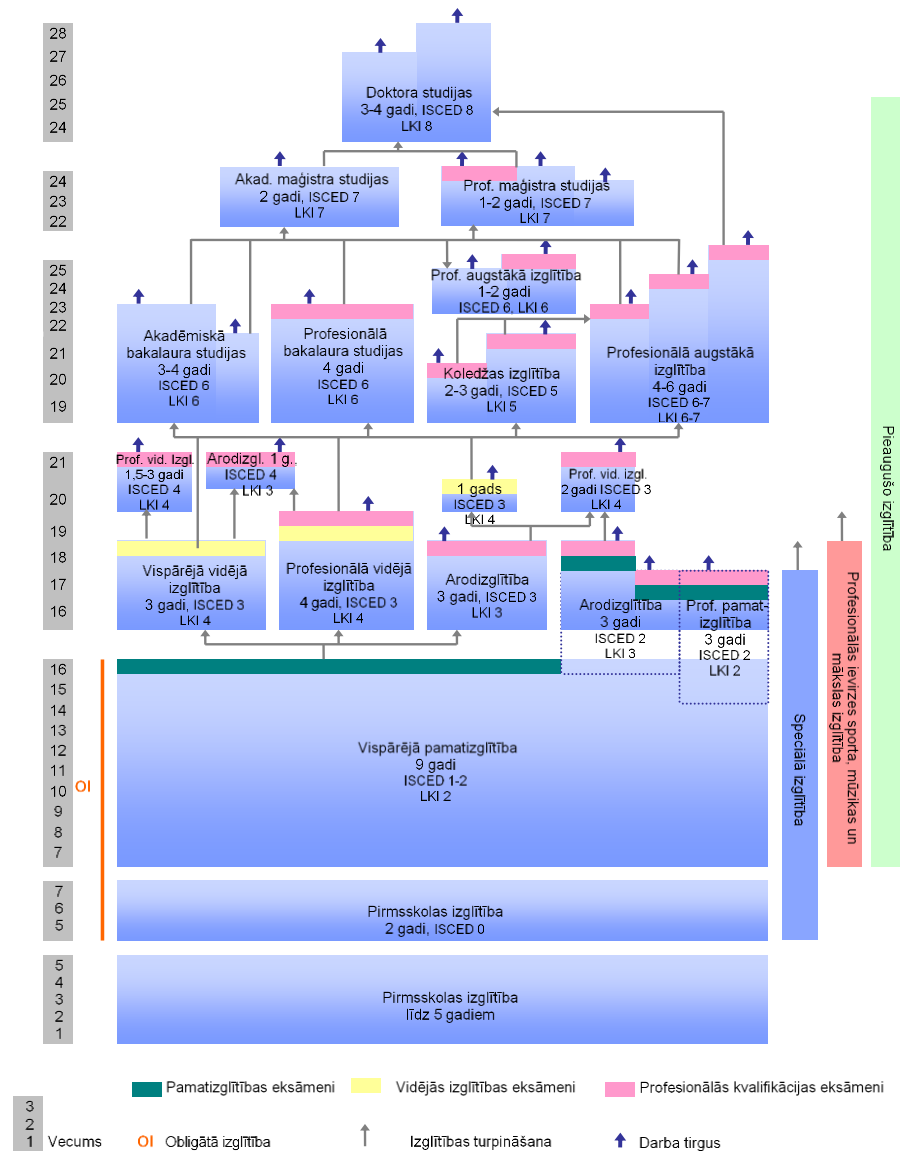 28
27
26
25
24
Doktora studijas
3-4 gadi, ISCED 8
LKI 8
24
23
22
Akad. maģistra studijas
2 gadi, ISCED 7
LKI 7
Prof. maģistra studijas
1-2 gadi, ISCED 7
LKI 7
25
24
23
22
21
20
19
Akadēmiskā
bakalaura studijas
3-4 gadi
ISCED 6
LKI 6
Profesionālā
bakalaura studijas
4 gadi
ISCED 6
LKI 6
Prof. augstākā izglītība
1-2 gadi
ISCED 6, LKI 6
Koledžas izglītība
2-3 gadi, ISCED 5
LKI 5
Profesionālā augstākā
izglītība
4-6 gadi
ISCED 6-7
LKI 6-7
21
20
19
18
17
16
Prof. vid. Izgl.
1,5-3 gadi
ISCED 4
LKI 4
Arodizgl. 1 g..
ISCED 4
LKI 3
1 gads
ISCED 3
LKI 4
Prof. vid. izgl.
2 gadi ISCED 3
LKI 4
Vispārējā vidējā
izglītība
3 gadi, ISCED 3
LKI 4
Profesionālā vidējā
izglītība
4 gadi, ISCED 3
LKI 4
Arodizglītība
3 gadi, ISCED 3
LKI 3
Arodizglītība
3 gadi
ISCED 2
LKI 3
Prof. pamat-
izglītība
3 gadi
ISCED 2
LKI 2
16
15
14
13
12
11
10
9
8
7
OI
Vispārējā pamatizglītība
9 gadi
ISCED 1-2
LKI 2
7
6
5
Pirmsskolas izglītība
2 gadi, ISCED 0
5
4
3
2
1
Pirmsskolas izglītība
līdz 5 gadiem
Speciālā izglītība
Profesionālās ievirzes sporta, mūzikas un
mākslas izglītība
Pieaugušo izglītība
Pamatizglītības eksāmeni
Vidējās izglītības eksāmeni
Profesionālās kvalifikācijas eksāmeni
3
2
1
Vecums
OI Obligātā izglītība
Izglītības turpināšana
Darba tirgus